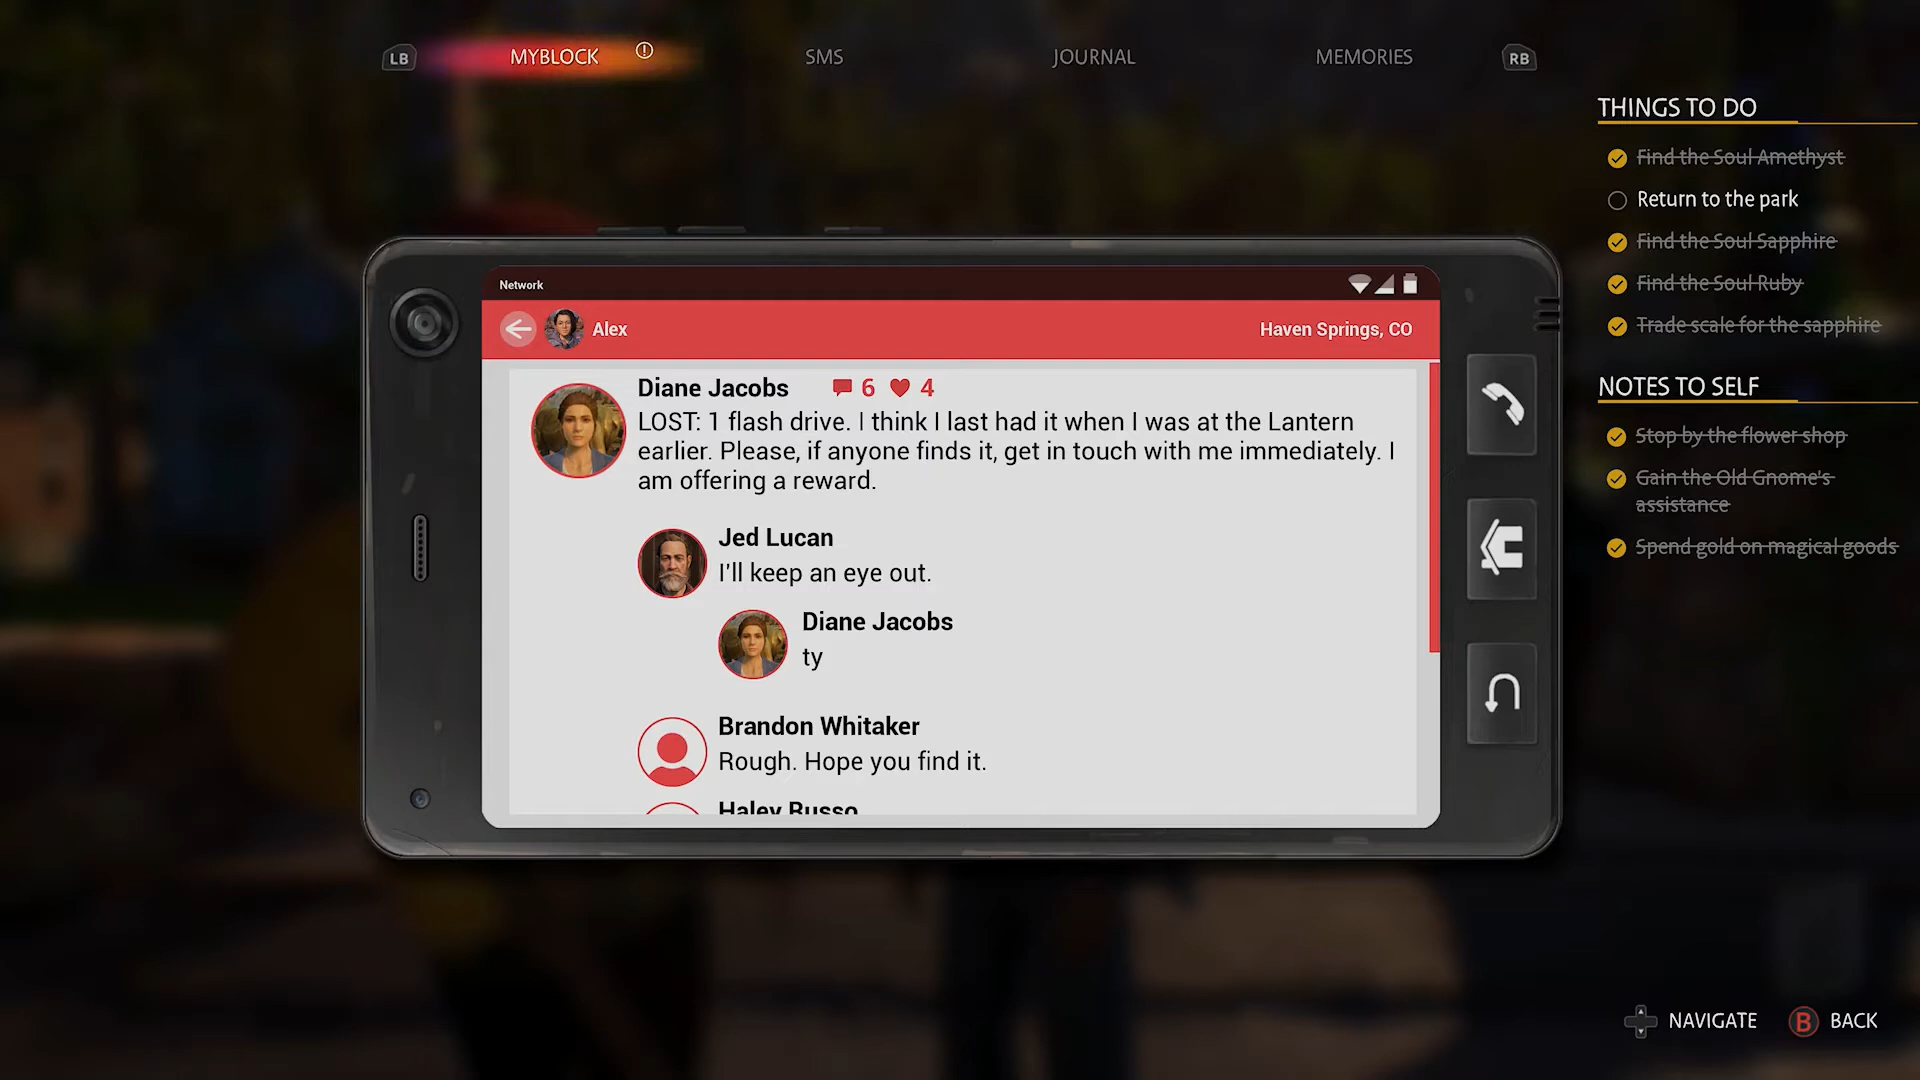 LB
MYBLOCK
SMS
JOURNAL
MEMORIES
RB
THINGS TO DO
Find the Soul Amethyst
Return to the park
Find the Soul Sapphire
Find the Soul Ruby
Trade scale for the sapphire
NOTES TO SELF
Stop by the flower shop
Gain the Old Gnome's
assistance
Spend gold on magical goods
Network
Alex
Haven Springs, CO
Diane Jacobs 6 4
LOST: 1 flash drive. I think I last had it when I was at the Lantern
earlier. Please, if anyone finds it, get in touch with me immediately. I
am offering a reward.
Jed Lucan
I'll keep an eye out.
Diane Jacobs
ty
Brandon Whitaker
Rough. Hope you find it.
Haley Russo
NAVIGATE
B BACK